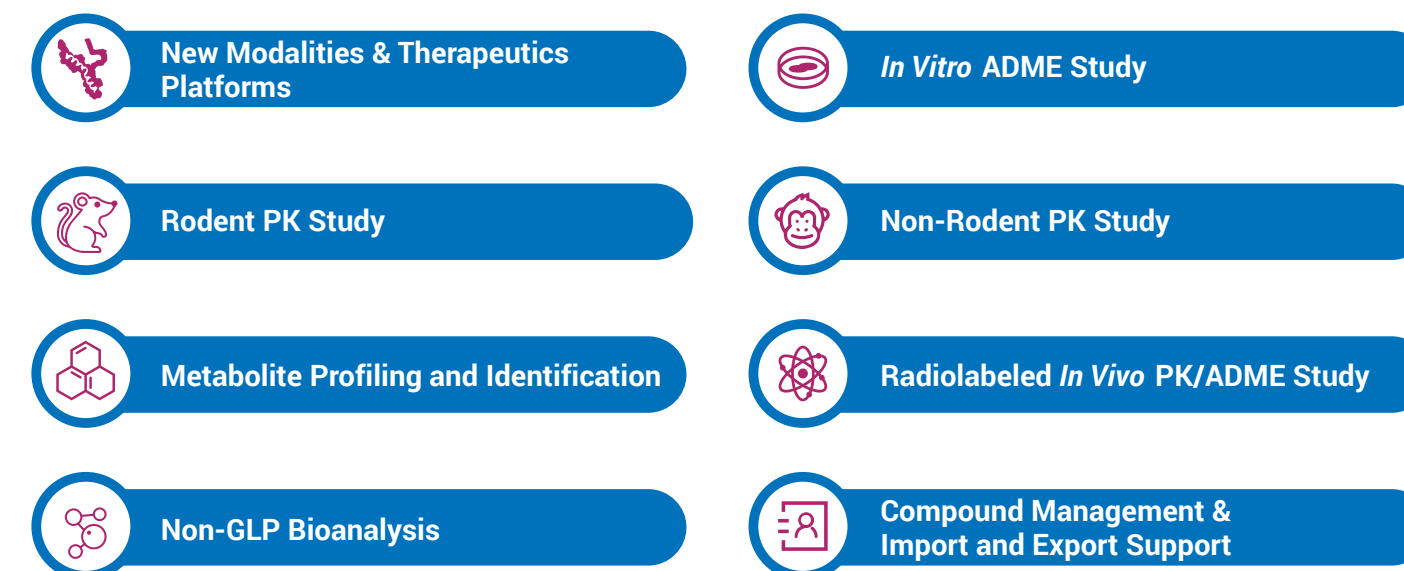 New Modalities & Therapeutics
Platforms
In Vitro ADME Study
Rodent PK Study
Non-Rodent PK Study
Metabolite Profiling and Identification
Radiolabeled In Vivo PK/ADME Study
Non-GLP Bioanalysis
Compound Management &
Import and Export Support